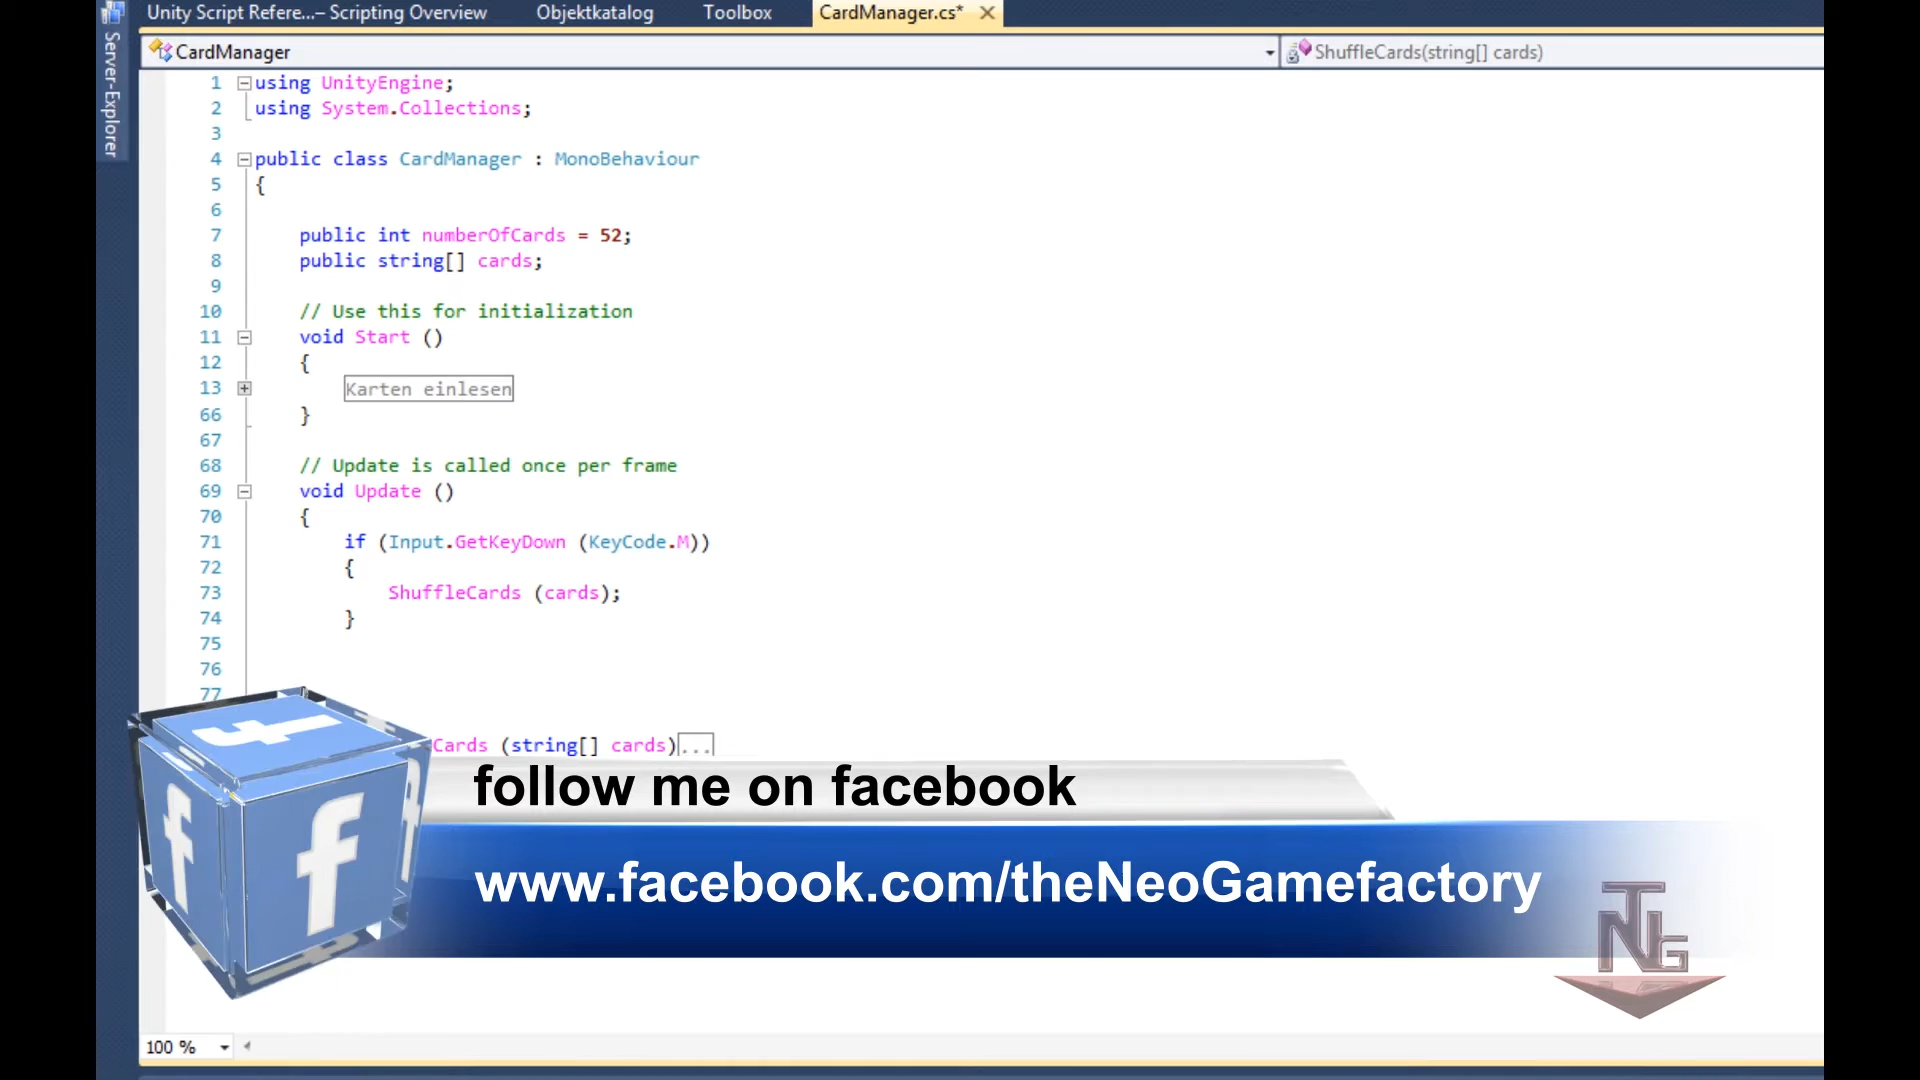 Unity Script Refere...– Scripting Overview Objektkatalog Toolbox CardManager.cs*
Server-Explorer
CardManager ShuffleCards(string[] cards)
1 using UnityEngine;
2 using System.Collections;
3
4 public class CardManager : MonoBehaviour
5 {
6
7 public int numberOfCards = 52;
8 public string[] cards;
9
10 // Use this for initialization
11 void Start ()
12 {
13 Karten einlesen
66 }
67
68 // Update is called once per frame
69 void Update ()
70 {
71 if (Input.GetKeyDown (KeyCode.M))
72 {
73 ShuffleCards (cards);
74 }
75
76
77
Cards (string[] cards)...
follow me on facebook
www.facebook.com/theNeoGamefactory
TNG
100 %